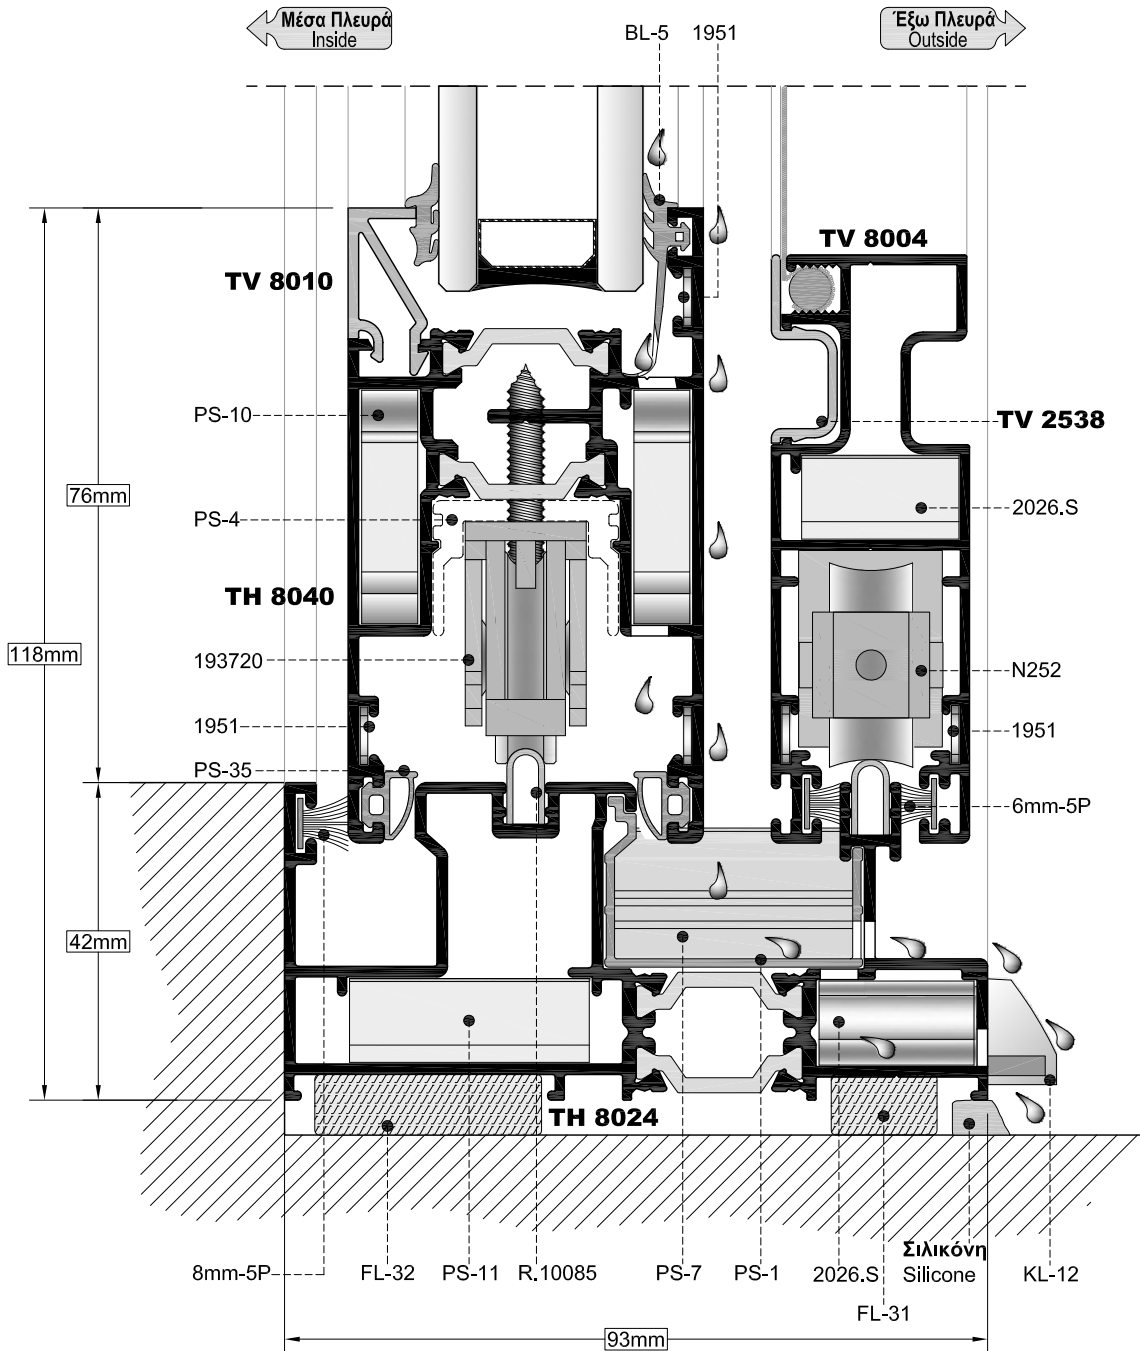 Μέσα Πλευρά
Inside
Έξω Πλευρά
Outside
BL-5
1951
TV 8004
TV 8010
PS-10
TV 2538
76mm
2026.S
PS-4
TH 8040
118mm
193720
N252
1951
1951
PS-35
6mm-5P
42mm
TH 8024
8mm-5P
FL-32
PS-11
R.10085
PS-7
PS-1
2026.S
FL-31
Σιλικόνη
Silicone
KL-12
93mm